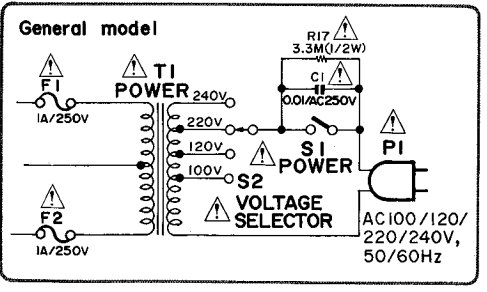 General model
R17
3.3M(1/2W)
C1
0.01/AC250V
F1
1A/250V
T1
POWER
240V
220V
120V
100V
S1
POWER
P1
S2
VOLTAGE
SELECTOR
F2
1A/250V
AC100/120/
220/240V,
50/60Hz